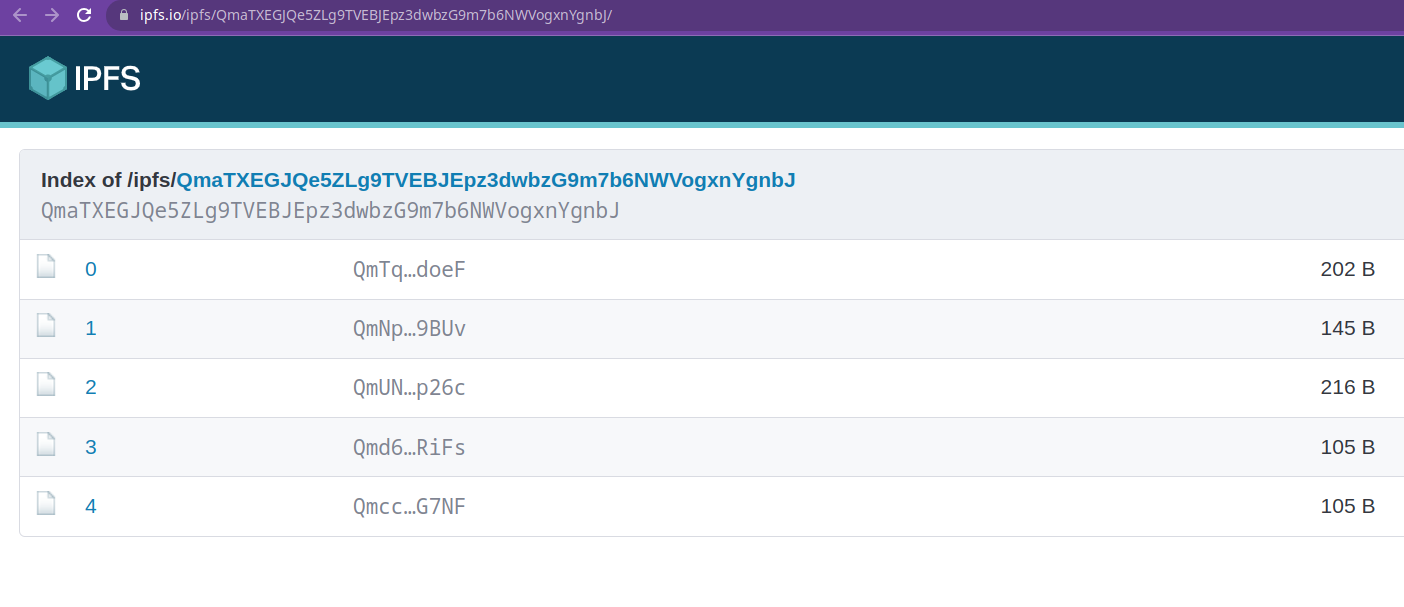 ipfs.io/ipfs/QmaTXEGJQe5ZLg9TVEBJEpz3dwbzG9m7b6NWVogxnYgnbJ/
IPFS
Index of /ipfs/QmaTXEGJQe5ZLg9TVEBJEpz3dwbzG9m7b6NWVogxnYgnbJ
QmaTXEGJQe5ZLg9TVEBJEpz3dwbzG9m7b6NWVogxnYgnbJ
0 QmTq…doeF 202 B
1 QmNp…9BUv 145 B
2 QmUN…p26c 216 B
3 Qmd6…RiFs 105 B
4 Qmcc…G7NF 105 B